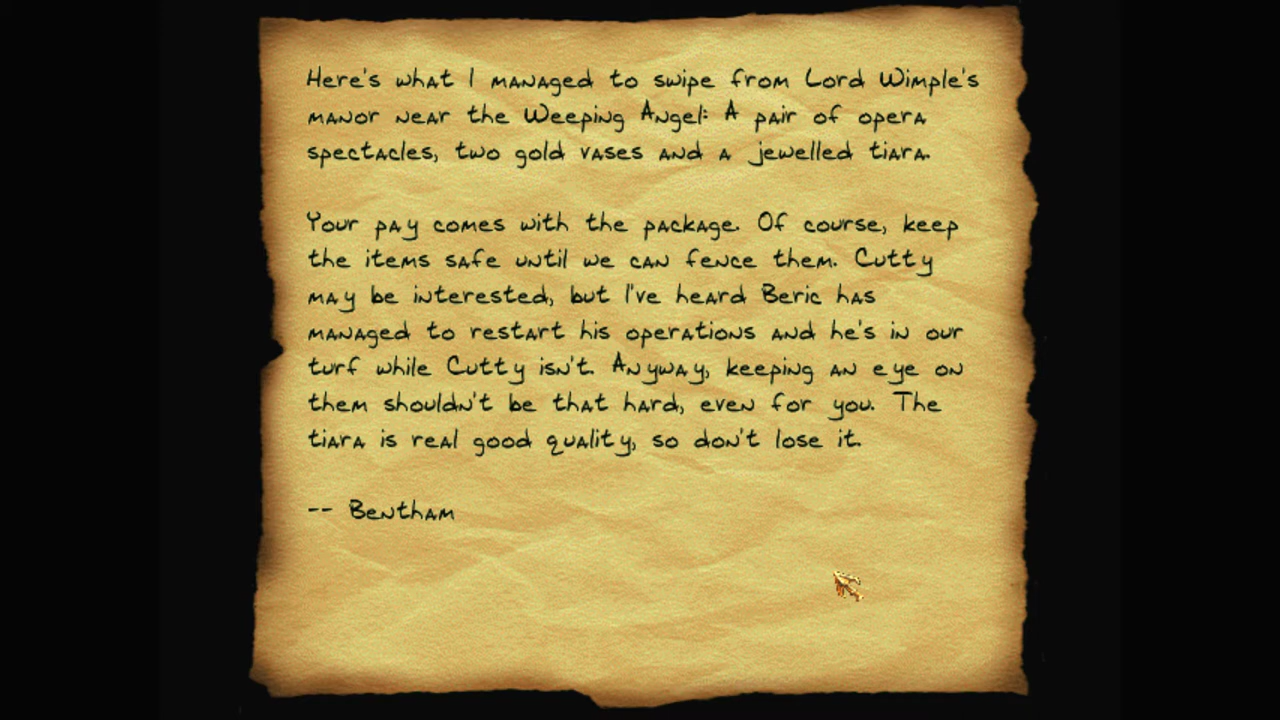 Here's what I managed to swipe from Lord Wimple's
manor near the Weeping Angel: A pair of opera
spectacles, two gold vases and a jewelled tiara.
Your pay comes with the package. Of course, keep
the items safe until we can fence them. Cutty
may be interested, but I've heard Beric has
managed to restart his operations and he's in our
turf while Cutty isn't. Anyway, keeping an eye on
them shouldn't be that hard, even for you. The
tiara is real good quality, so don't lose it.
-- Bentham